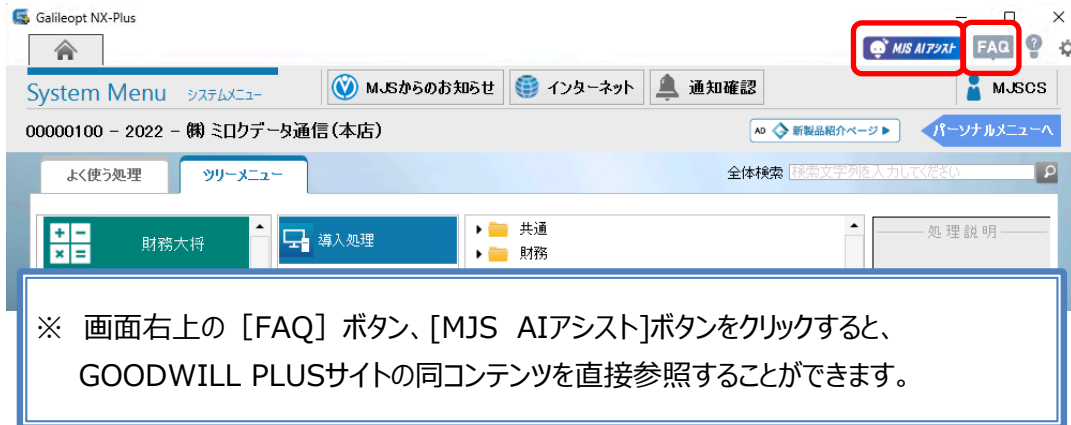 Galileopt NX-Plus
MJS AIアシスト FAQ
System Menu システムメニュー MJSからのお知らせ インターネット 通知確認 MJSCS
00000100 - 2022 - ㈱ ミロクデータ通信(本店) AD 新製品紹介ページ ▶ パーソナルメニューへ
よく使う処理 ツリーメニュー 全体検索 検索文字列を入力してください
財務大将 導入処理 共通 処理説明
財務
※ 画面右上の［FAQ］ボタン、[MJS AIアシスト]ボタンをクリックすると、
GOODWILL PLUSサイトの同コンテンツを直接参照することができます。